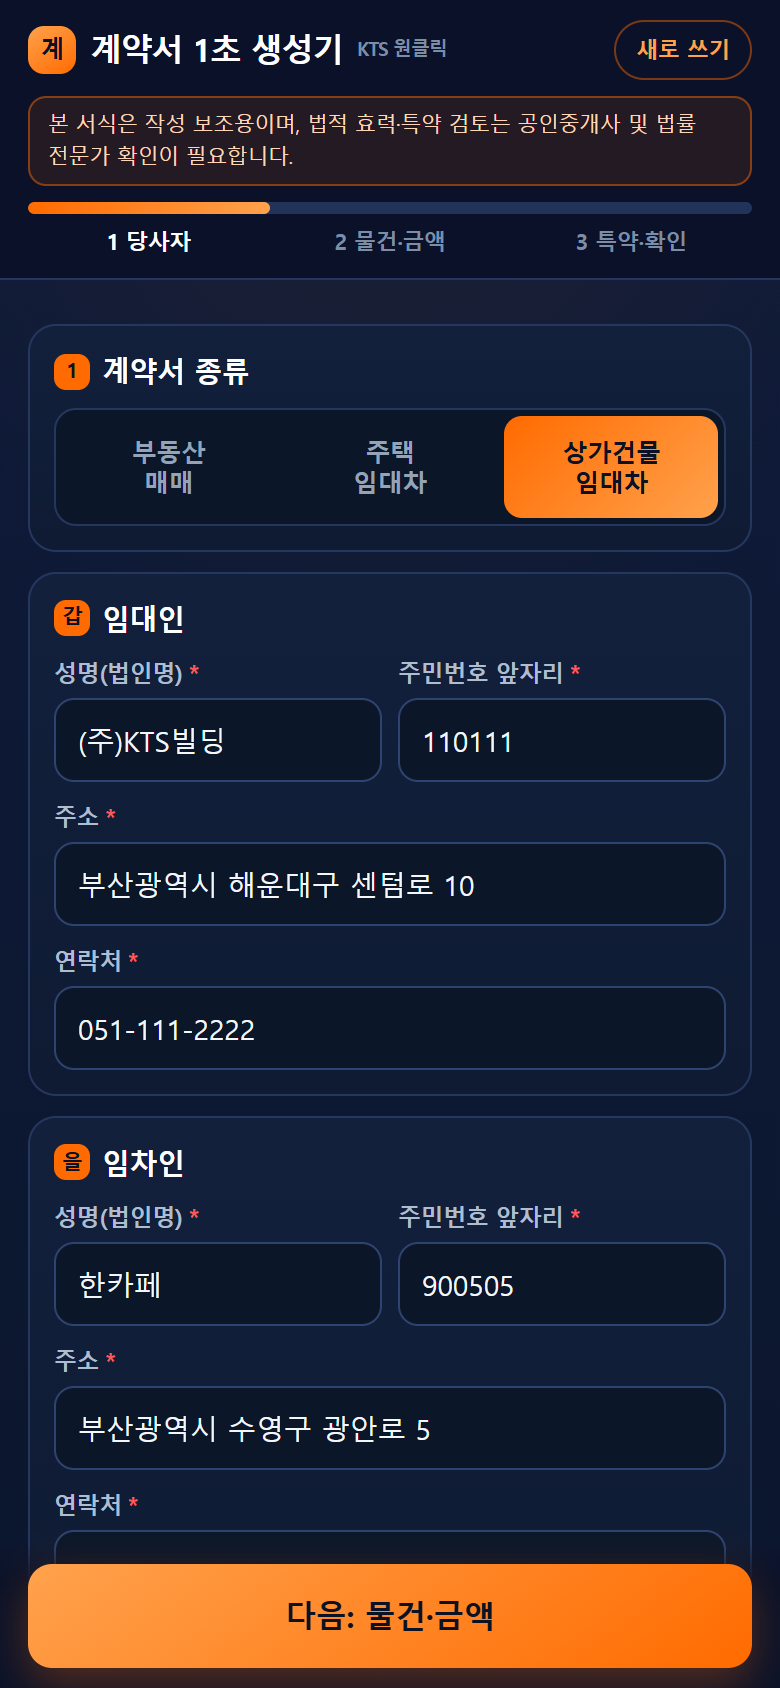 계 계약서 1초 생성기 KTS 원클릭 새로 쓰기
본 서식은 작성 보조용이며, 법적 효력·특약 검토는 공인중개사 및 법률
전문가 확인이 필요합니다.
1 당사자 2 물건·금액 3 특약·확인
1 계약서 종류
부동산 매매
주택 임대차
상가건물 임대차
갑 임대인
성명(법인명) * 주민번호 앞자리 *
(주)KTS빌딩 110111
주소 *
부산광역시 해운대구 센텀로 10
연락처 *
051-111-2222
을 임차인
성명(법인명) * 주민번호 앞자리 *
한카페 900505
주소 *
부산광역시 수영구 광안로 5
연락처 *
다음: 물건·금액